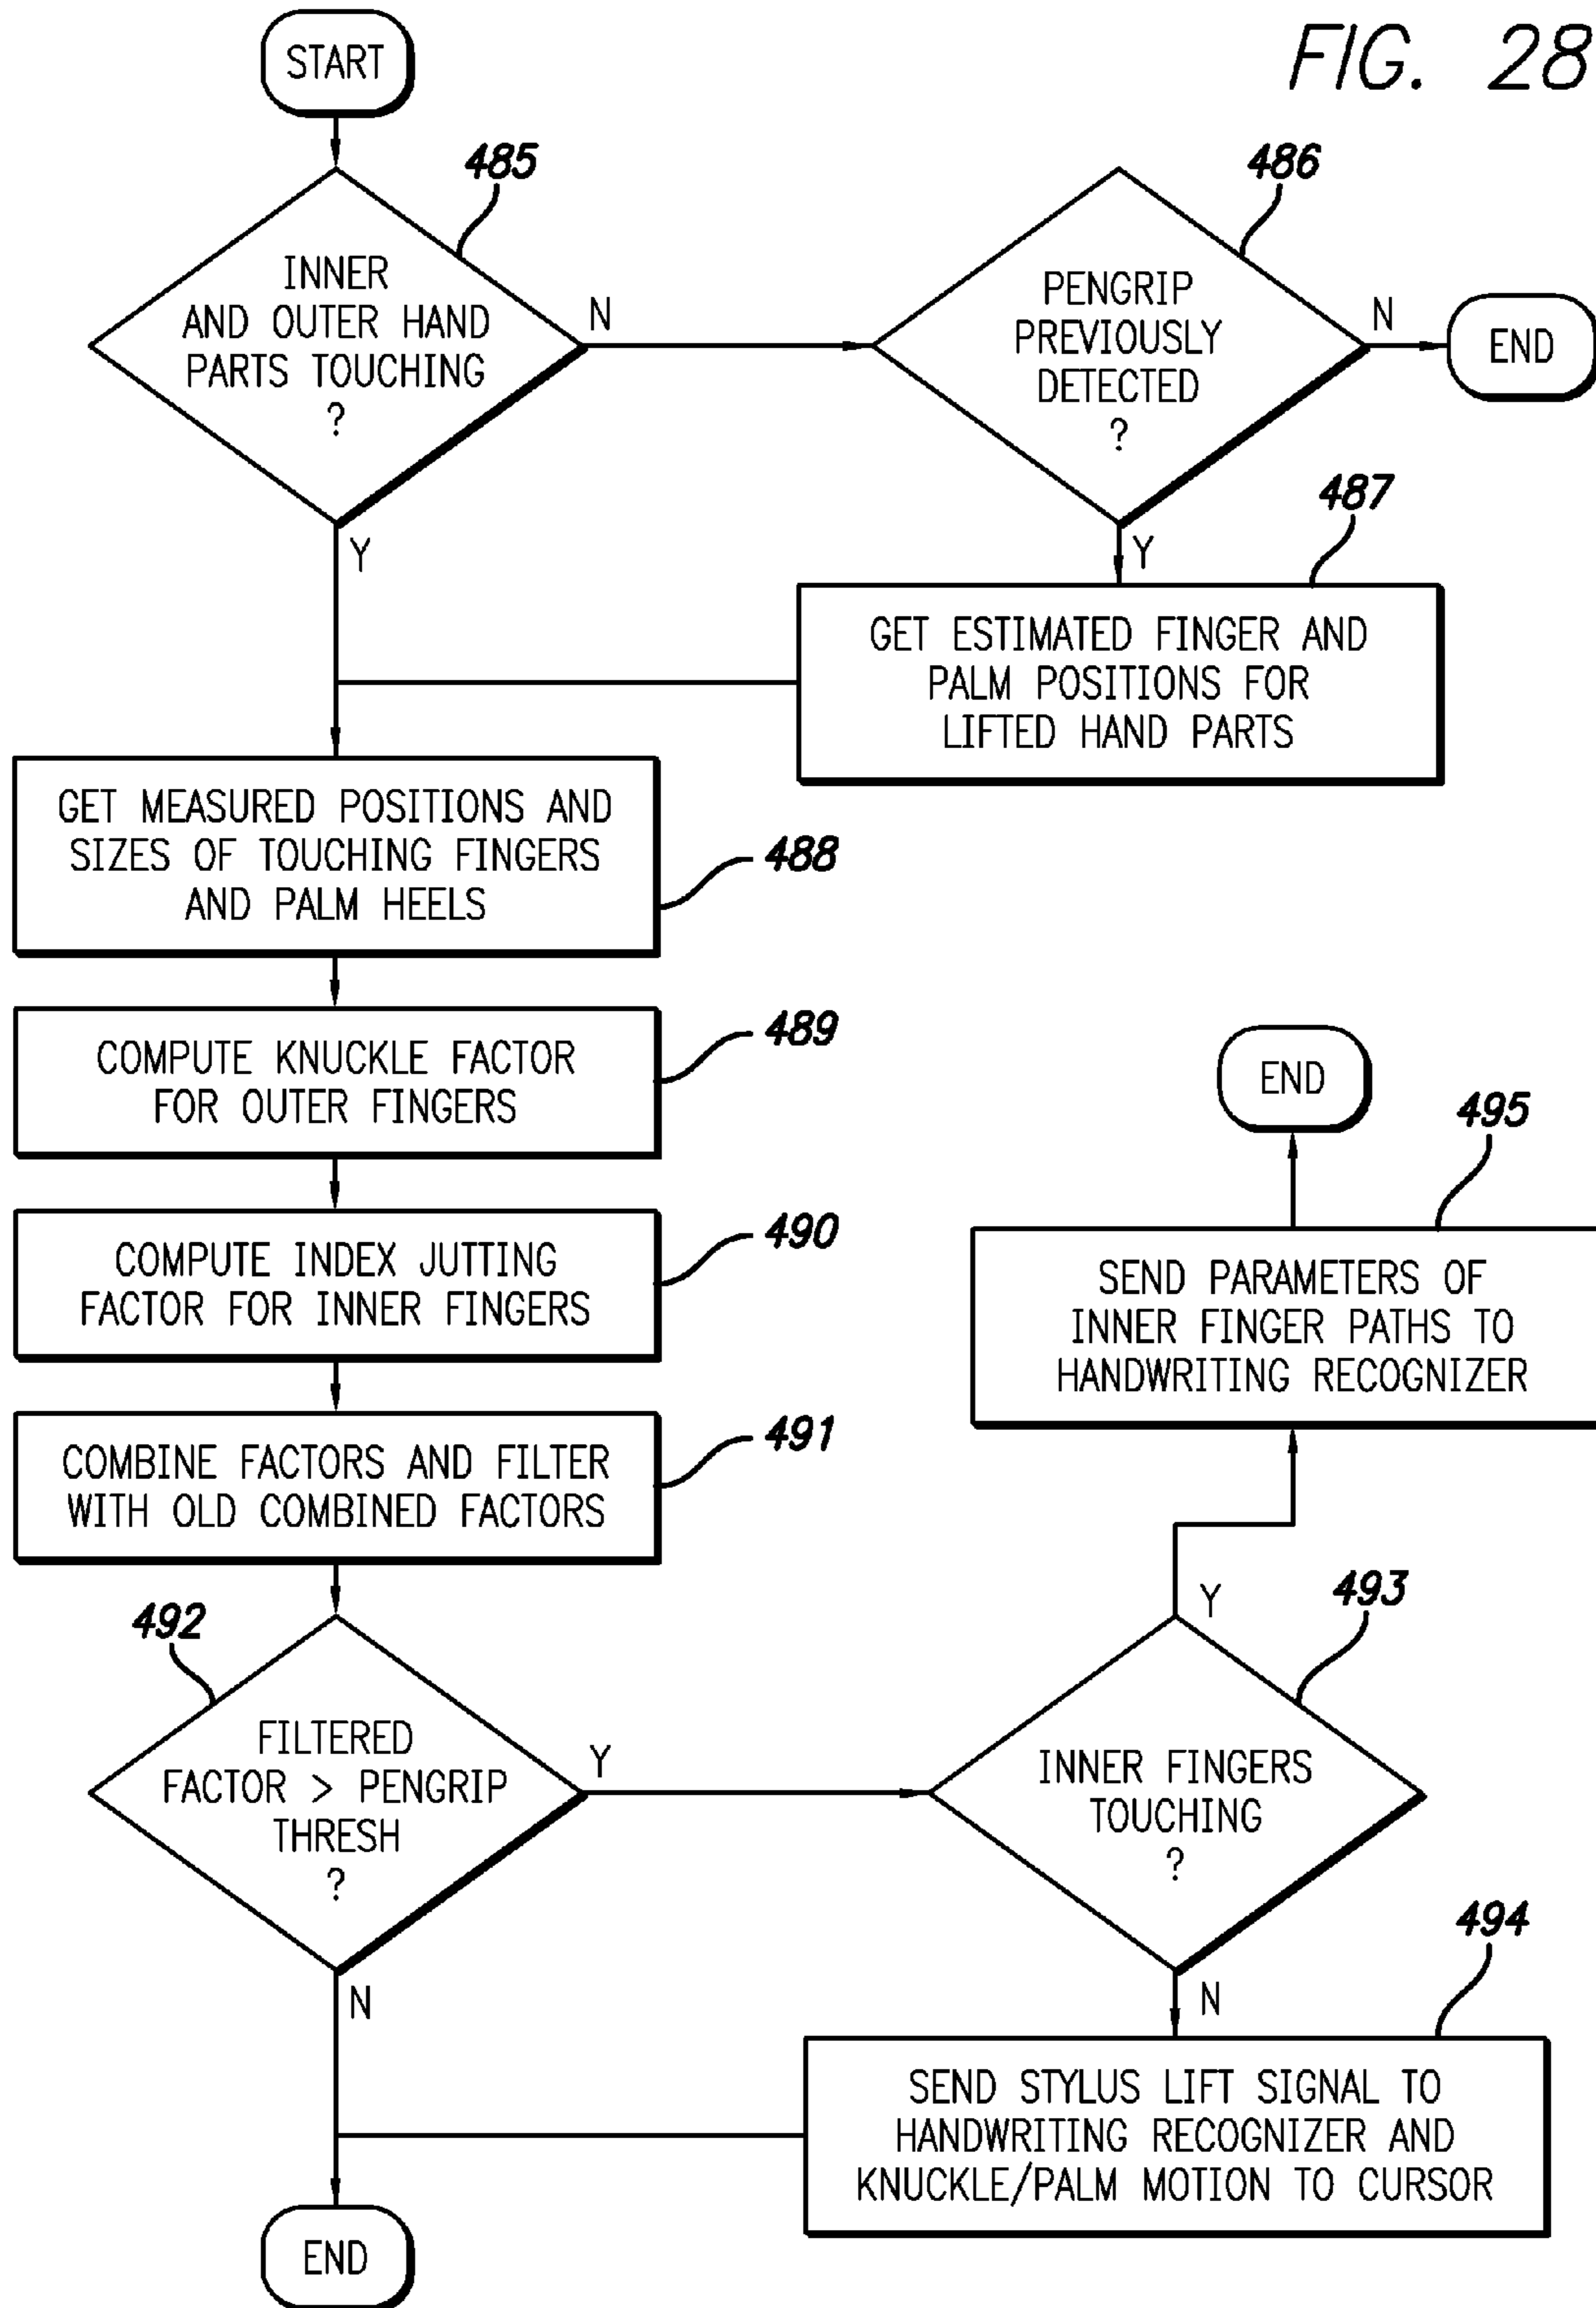 FIG. 28
START
485
INNER
AND OUTER HAND
PARTS TOUCHING
?
N
Y
486
PENGRIP
PREVIOUSLY
DETECTED
?
N
END
Y
487
GET ESTIMATED FINGER AND
PALM POSITIONS FOR
LIFTED HAND PARTS
GET MEASURED POSITIONS AND
SIZES OF TOUCHING FINGERS
AND PALM HEELS
488
COMPUTE KNUCKLE FACTOR
FOR OUTER FINGERS
489
COMPUTE INDEX JUTTING
FACTOR FOR INNER FINGERS
490
COMBINE FACTORS AND FILTER
WITH OLD COMBINED FACTORS
491
492
FILTERED
FACTOR > PENGRIP
THRESH
?
Y
N
END
495
SEND PARAMETERS OF
INNER FINGER PATHS TO
HANDWRITING RECOGNIZER
Y
493
INNER FINGERS
TOUCHING
?
N
494
SEND STYLUS LIFT SIGNAL TO
HANDWRITING RECOGNIZER AND
KNUCKLE/PALM MOTION TO CURSOR
END